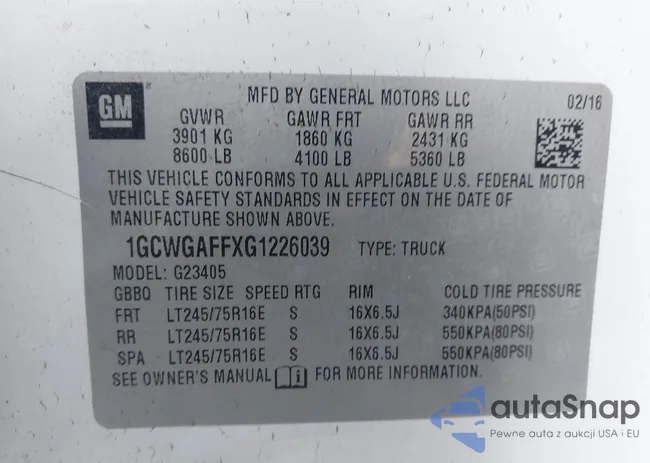 GM ®
MFD BY GENERAL MOTORS LLC 02/16
GVWR GAWR FRT GAWR RR
3901 KG 1860 KG 2431 KG
8600 LB 4100 LB 5360 LB
THIS VEHICLE CONFORMS TO ALL APPLICABLE U.S. FEDERAL MOTOR
VEHICLE SAFETY STANDARDS IN EFFECT ON THE DATE OF
MANUFACTURE SHOWN ABOVE.
1GCWGAFFXG1226039 TYPE: TRUCK
MODEL: G23405
GBBQ TIRE SIZE SPEED RTG RIM COLD TIRE PRESSURE
FRT LT245/75R16E S 16X6.5J 340KPA(50PSI)
RR LT245/75R16E S 16X6.5J 550KPA(80PSI)
SPA LT245/75R16E S 16X6.5J 550KPA(80PSI)
SEE OWNER'S MANUAL FOR MORE INFORMATION.
autaSnap
Pewne auta z aukcji USA i EU